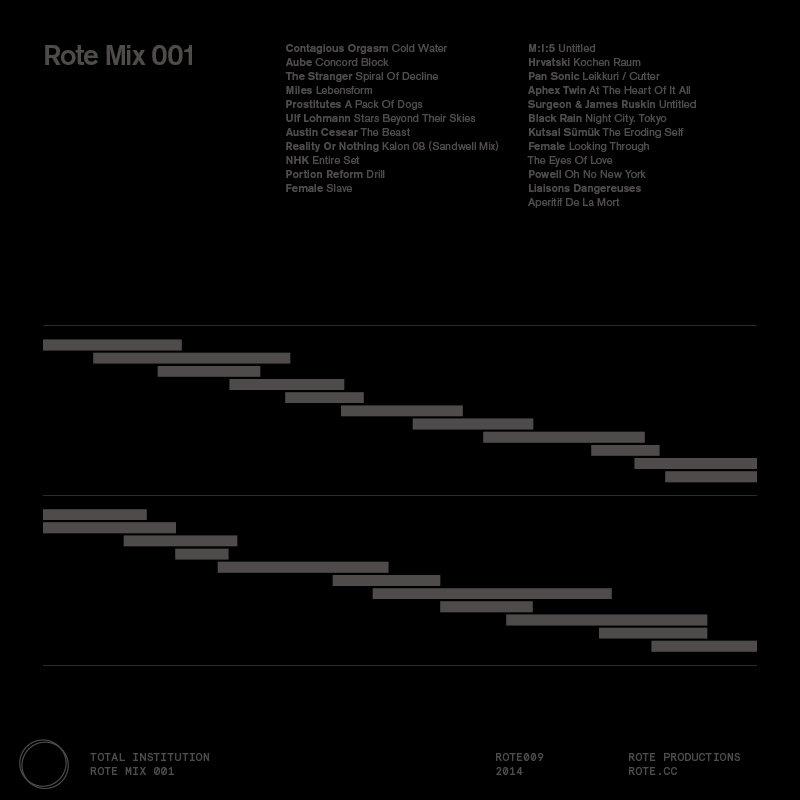 Rote Mix 001
Contagious Orgasm Cold Water
Aube Concord Block
The Stranger Spiral Of Decline
Miles Lebensform
Prostitutes A Pack Of Dogs
Ulf Lohmann Stars Beyond Their Skies
Austin Cesear The Beast
Reality Or Nothing Kalon 08 (Sandwell Mix)
NHK Entire Set
Portion Reform Drill
Female Slave
M:I:5 Untitled
Hrvatski Kochen Raum
Pan Sonic Leikkuri / Cutter
Aphex Twin At The Heart Of It All
Surgeon & James Ruskin Untitled
Black Rain Night City. Tokyo
Kutsal Sümük The Eroding Self
Female Looking Through
The Eyes Of Love
Powell Oh No New York
Liaisons Dangereuses
Aperitif De La Mort
TOTAL INSTITUTION
ROTE MIX 001
ROTE009
2014
ROTE PRODUCTIONS
ROTE.CC